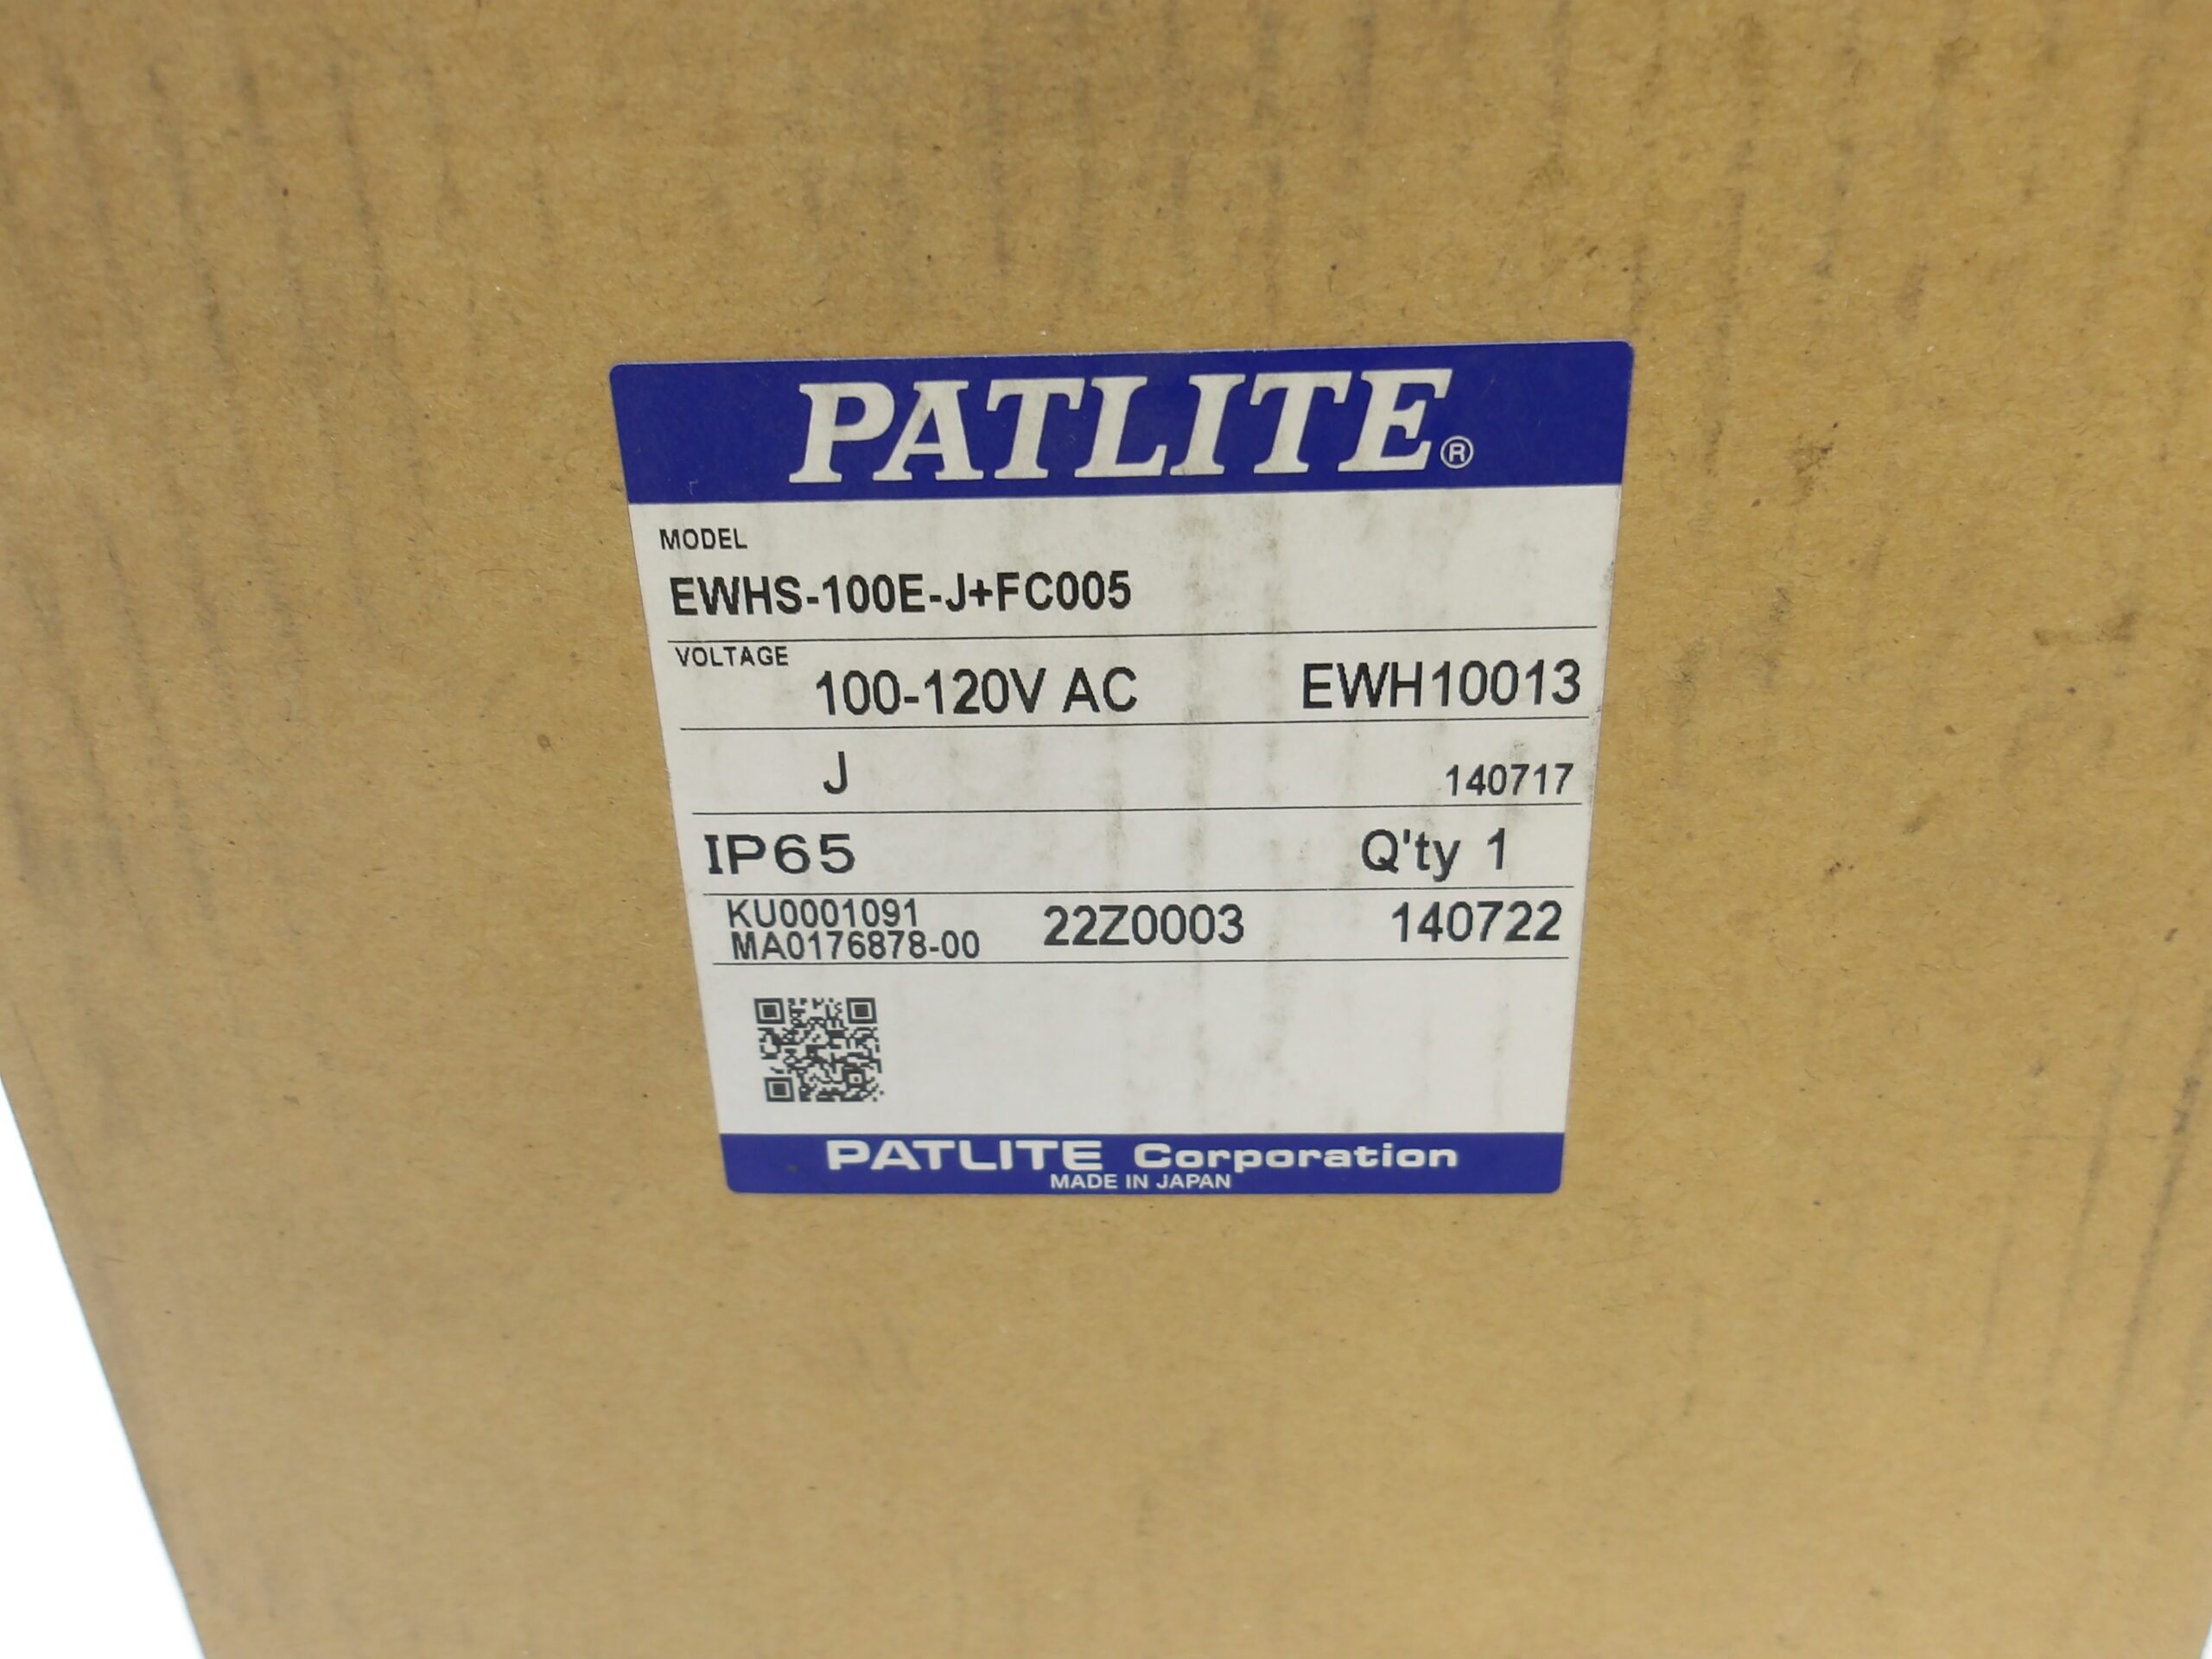 PATLITE®
MODEL
EWHS-100E-J+FC005
VOLTAGE
100-120V AC EWH10013
J 140717
IP65 Q'ty 1
KU0001091
MA0176878-00 22Z0003 140722
PATLITE Corporation
MADE IN JAPAN